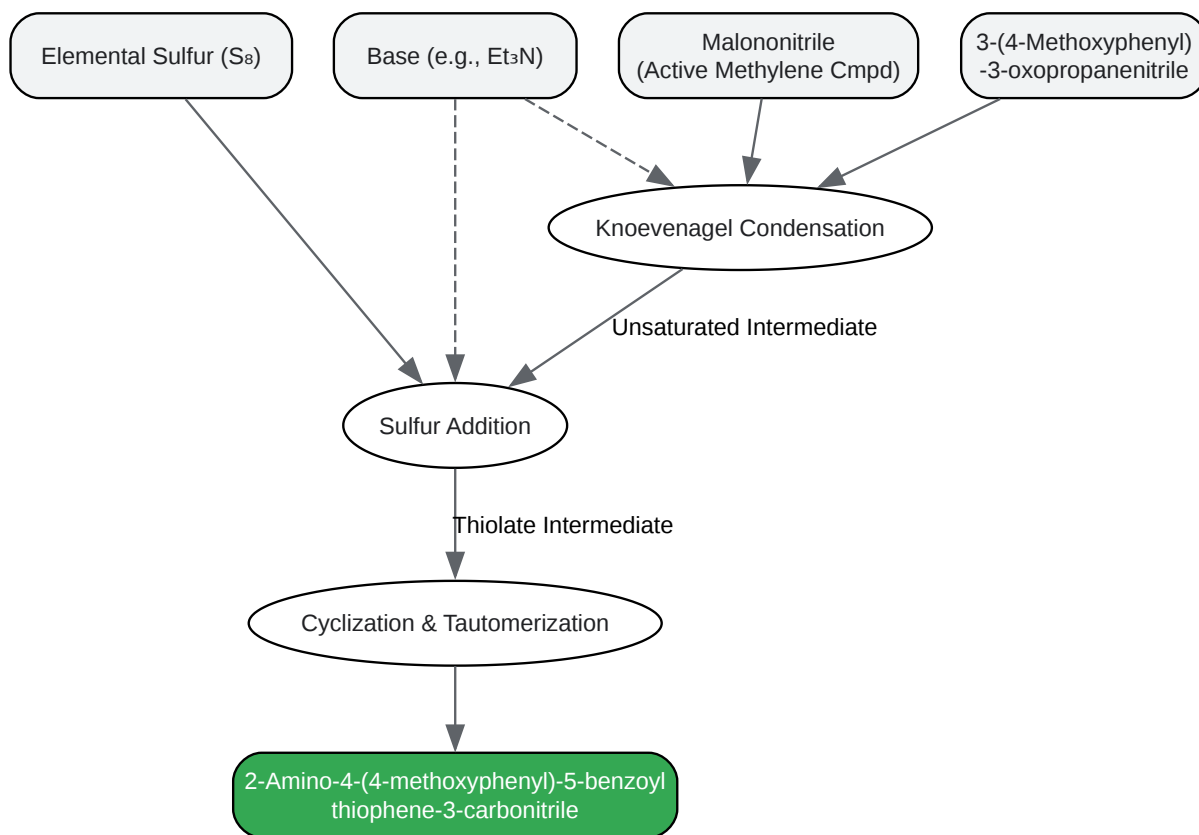 Elemental Sulfur (S₈)
Base (e.g., Et₃N)
Malononitrile
(Active Methylene Cmpd)
3-(4-Methoxyphenyl)
-3-oxopropanenitrile
Knoevenagel Condensation
Unsaturated Intermediate
Sulfur Addition
Thiolate Intermediate
Cyclization & Tautomerization
2-Amino-4-(4-methoxyphenyl)-5-benzoyl
thiophene-3-carbonitrile